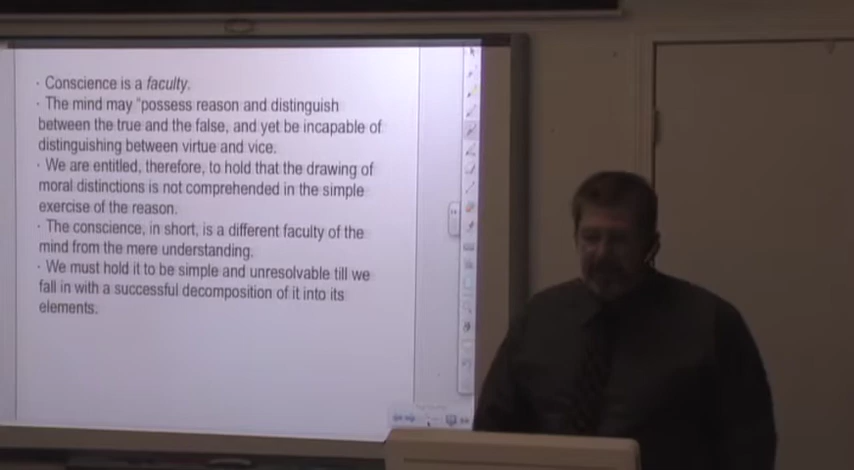 · Conscience is a faculty.
· The mind may "possess reason and distinguish
between the true and the false, and yet be incapable of
distinguishing between virtue and vice.
· We are entitled, therefore, to hold that the drawing of
moral distinctions is not comprehended in the simple
exercise of the reason.
· The conscience, in short, is a different faculty of the
mind from the mere understanding.
· We must hold it to be simple and unresolvable till we
fall in with a successful decomposition of it into its
elements.